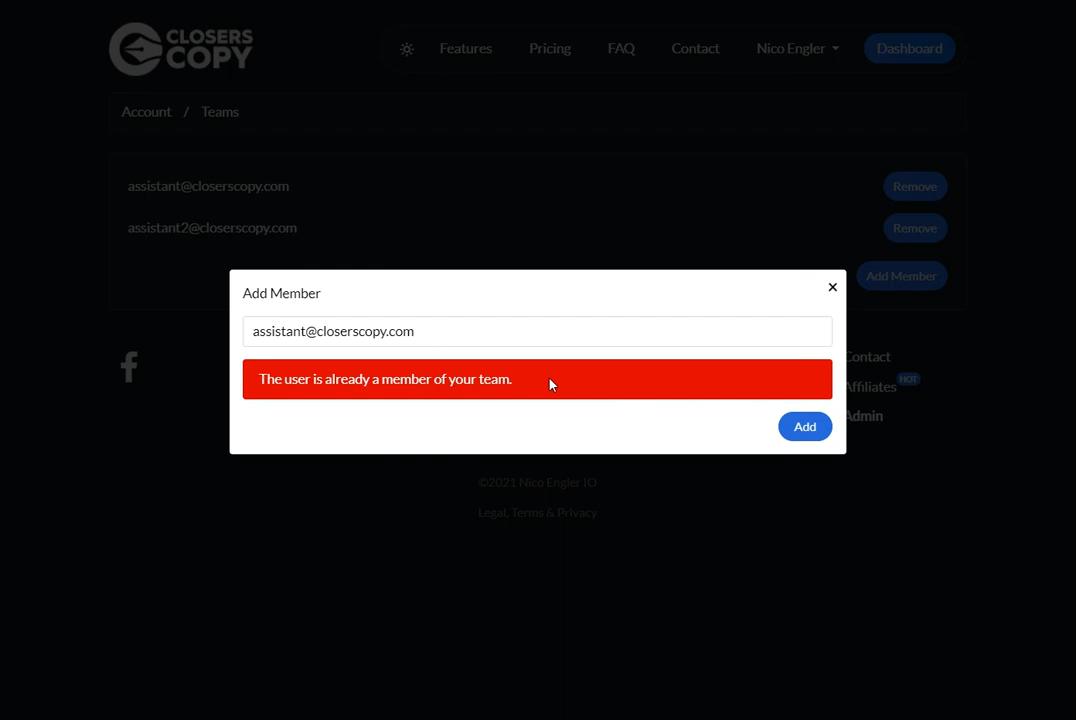 CLOSERS
COPY
Features
Pricing
FAQ
Contact
Nico Engler
Dashboard
Account / Teams
assistant@closerscopy.com
Remove
assistant2@closerscopy.com
Remove
Add Member
Add Member
×
assistant@closerscopy.com
The user is already a member of your team.
Add
Contact
Affiliates HOT
Admin
©2021 Nico Engler IO
Legal, Terms & Privacy